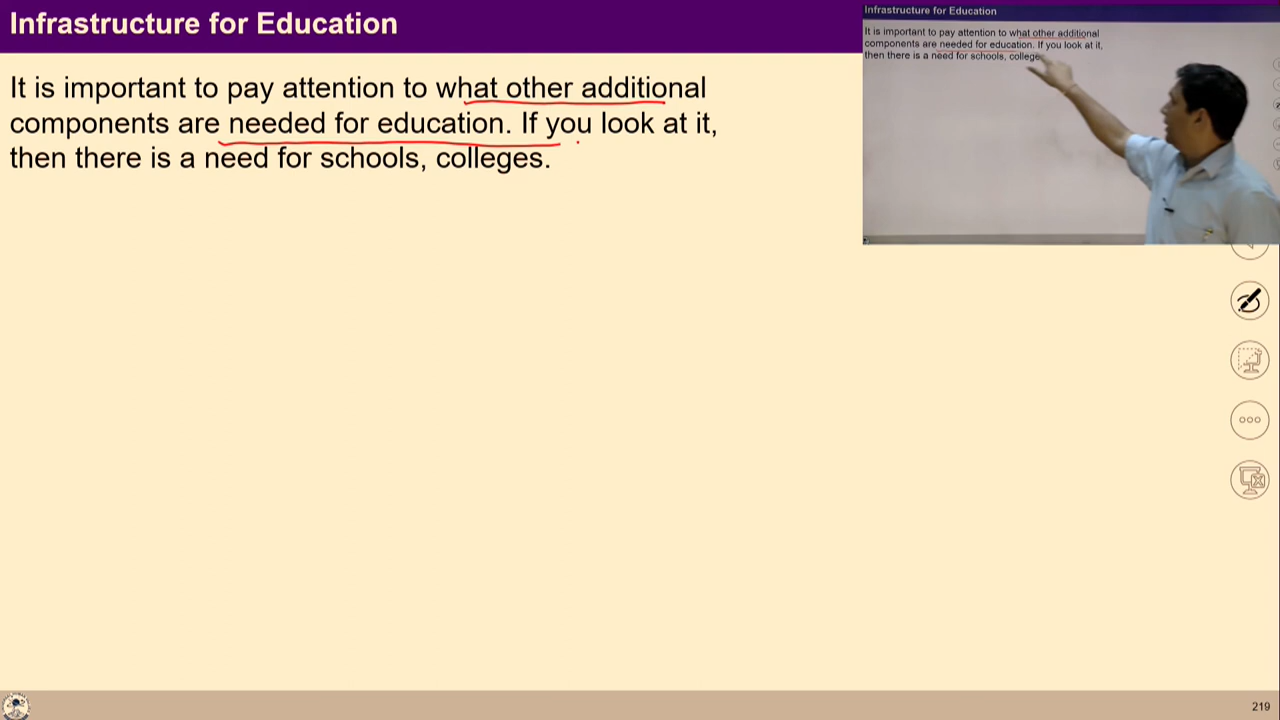 Infrastructure for Education
It is important to pay attention to what other additional
components are needed for education. If you look at it,
then there is a need for schools, colleges.
Infrastructure for Education
It is important to pay attention to what other additional
components are needed for education. If you look at it,
then there is a need for schools, college
219